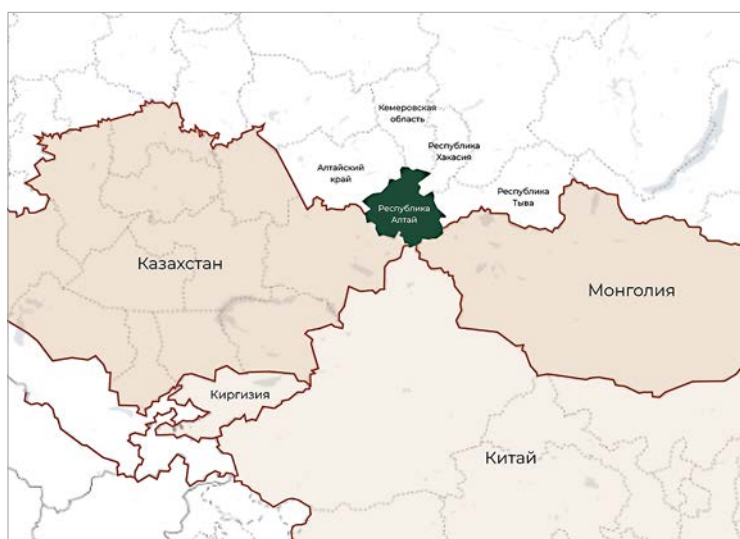 Кемеровская
область
Республика
Хакасия
Алтайский
край
Республика
Тыва
Республика
Алтай
Казахстан
Монголия
Киргизия
Китай